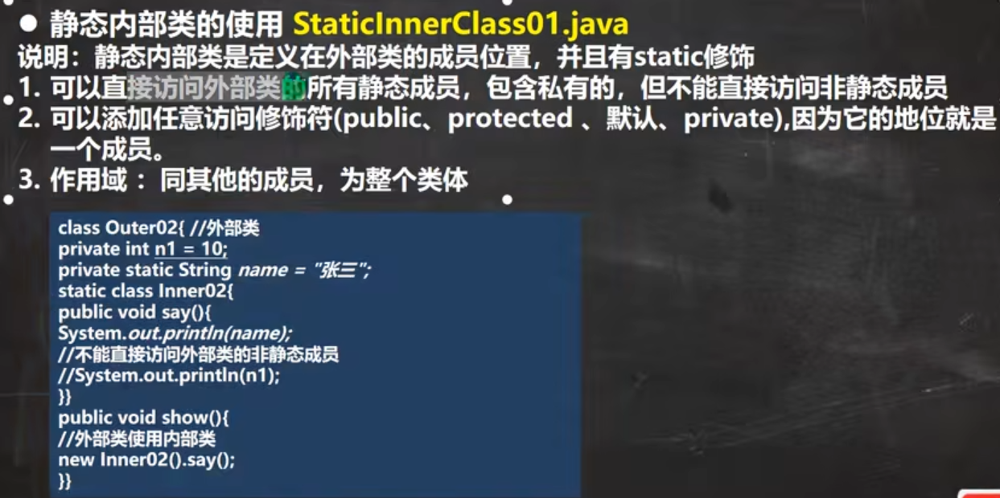 ● 静态内部类的使用 StaticInnerClass01.java
说明：静态内部类是定义在外部类的成员位置，并且有static修饰
1. 可以直接访问外部类的所有静态成员，包含私有的，但不能直接访问非静态成员
2. 可以添加任意访问修饰符(public、protected 、默认、private),因为它的地位就是
一个成员。
3. 作用域 ：同其他的成员，为整个类体
class Outer02{ //外部类
private int n1 = 10;
private static String name = "张三";
static class Inner02{
public void say(){
System.out.println(name);
//不能直接访问外部类的非静态成员
//System.out.println(n1);
}}
public void show(){
//外部类使用内部类
new Inner02().say();
}}